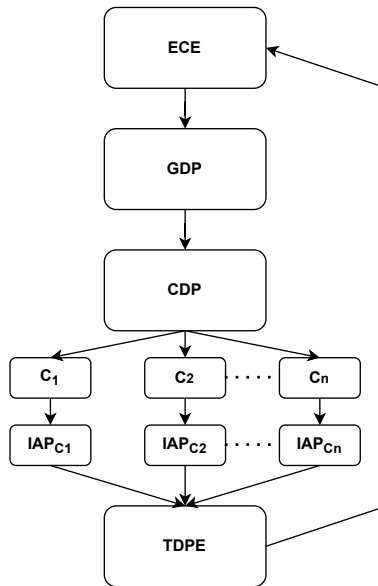 ECE
GDP
CDP
C1 C2 ..... Cn
IAPC1 IAPC2 ..... IAPCn
TDPE